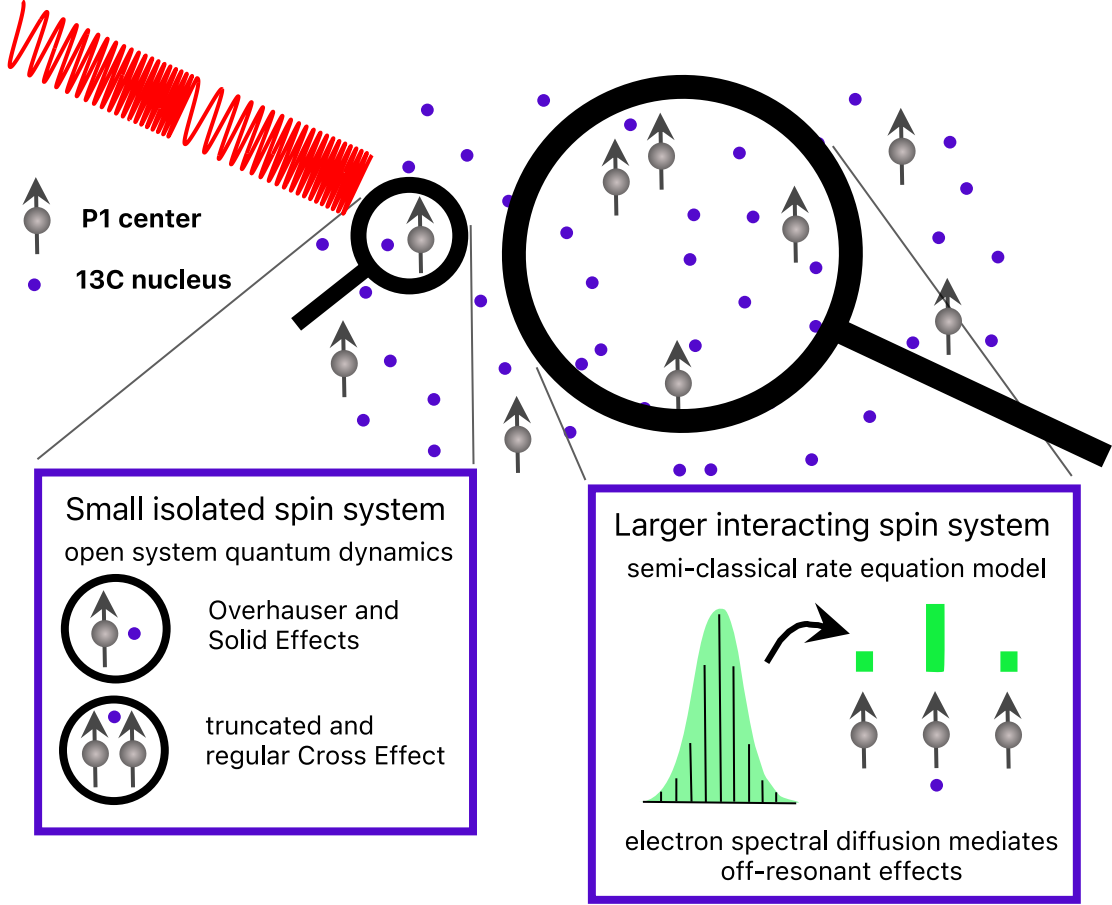 P1 center
13C nucleus
Small isolated spin system
open system quantum dynamics
Overhauser and
Solid Effects
truncated and
regular Cross Effect
Larger interacting spin system
semi-classical rate equation model
electron spectral diffusion mediates
off-resonant effects